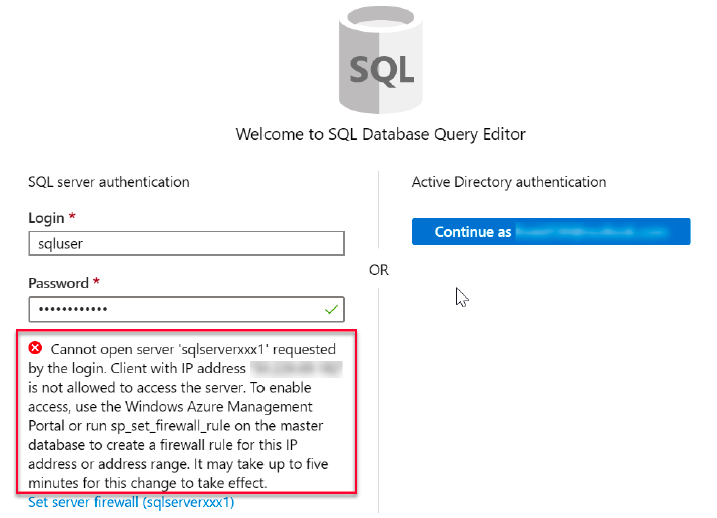 SQL
Welcome to SQL Database Query Editor
SQL server authentication
Login *
sqluser
Password *
••••••••••••
Cannot open server 'sqlserverxxx1' requested
by the login. Client with IP address
is not allowed to access the server. To enable
access, use the Windows Azure Management
Portal or run sp_set_firewall_rule on the master
database to create a firewall rule for this IP
address or address range. It may take up to five
minutes for this change to take effect.
Set server firewall (sqlserverxxx1)
OR
Active Directory authentication
Continue as